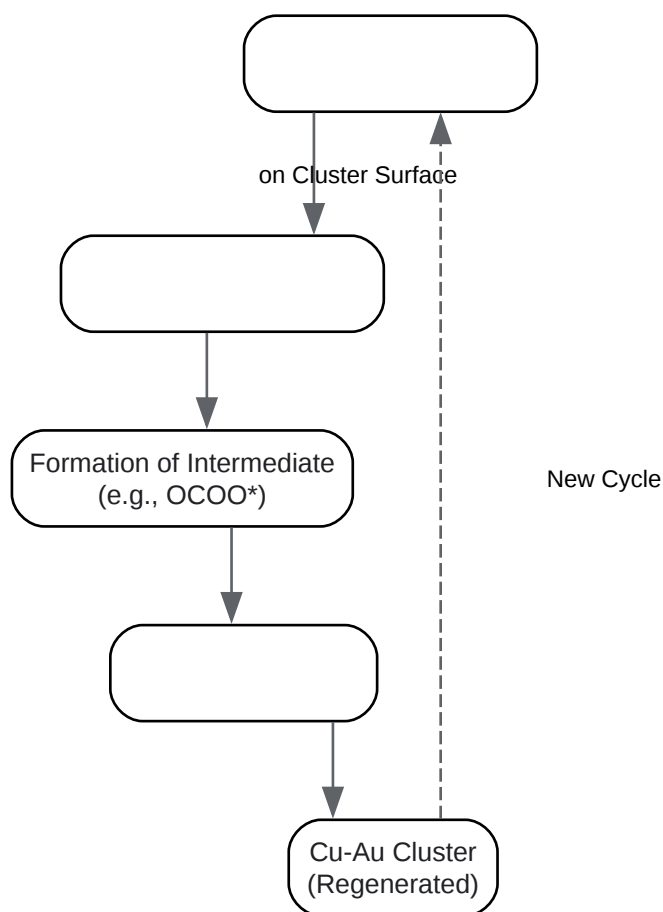 on Cluster Surface
Formation of Intermediate
(e.g., OCOO*)
New Cycle
Cu-Au Cluster
(Regenerated)